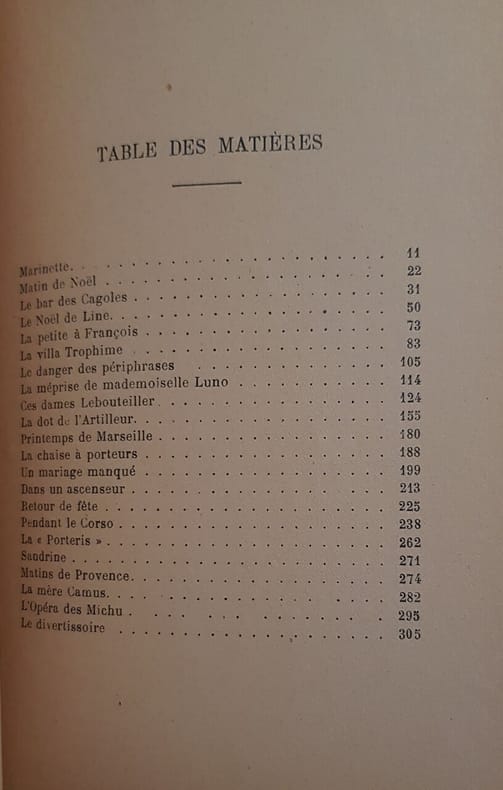 TABLE DES MATIÈRES
Marinette. . . . . . . . . . . . . . . . . . . 11
Matin de Noël . . . . . . . . . . . . . . . . . 22
Le bar des Cagoles . . . . . . . . . . . . . . . 31
Le Noël de Line. . . . . . . . . . . . . . . . . 50
La petite à François . . . . . . . . . . . . . . 73
La villa Trophime . . . . . . . . . . . . . . . 83
Le danger des périphrases . . . . . . . . . . . 105
La méprise de mademoiselle Luno . . . . . . . . . 114
Ces dames Lebouteiller . . . . . . . . . . . . . 124
La dot de l'Artilleur. . . . . . . . . . . . . . 155
Printemps de Marseille . . . . . . . . . . . . . 180
La chaise à porteurs . . . . . . . . . . . . . . 188
Un mariage manqué . . . . . . . . . . . . . . . 199
Dans un ascenseur . . . . . . . . . . . . . . . 213
Retour de fête . . . . . . . . . . . . . . . . . 225
Pendant le Corso . . . . . . . . . . . . . . . . 238
La « Porteris » . . . . . . . . . . . . . . . . 262
Sandrine . . . . . . . . . . . . . . . . . . . 271
Matins de Provence. . . . . . . . . . . . . . . 274
La mère Camus. . . . . . . . . . . . . . . . . 282
L'Opéra des Michu . . . . . . . . . . . . . . . 295
Le divertissoire . . . . . . . . . . . . . . . . 305